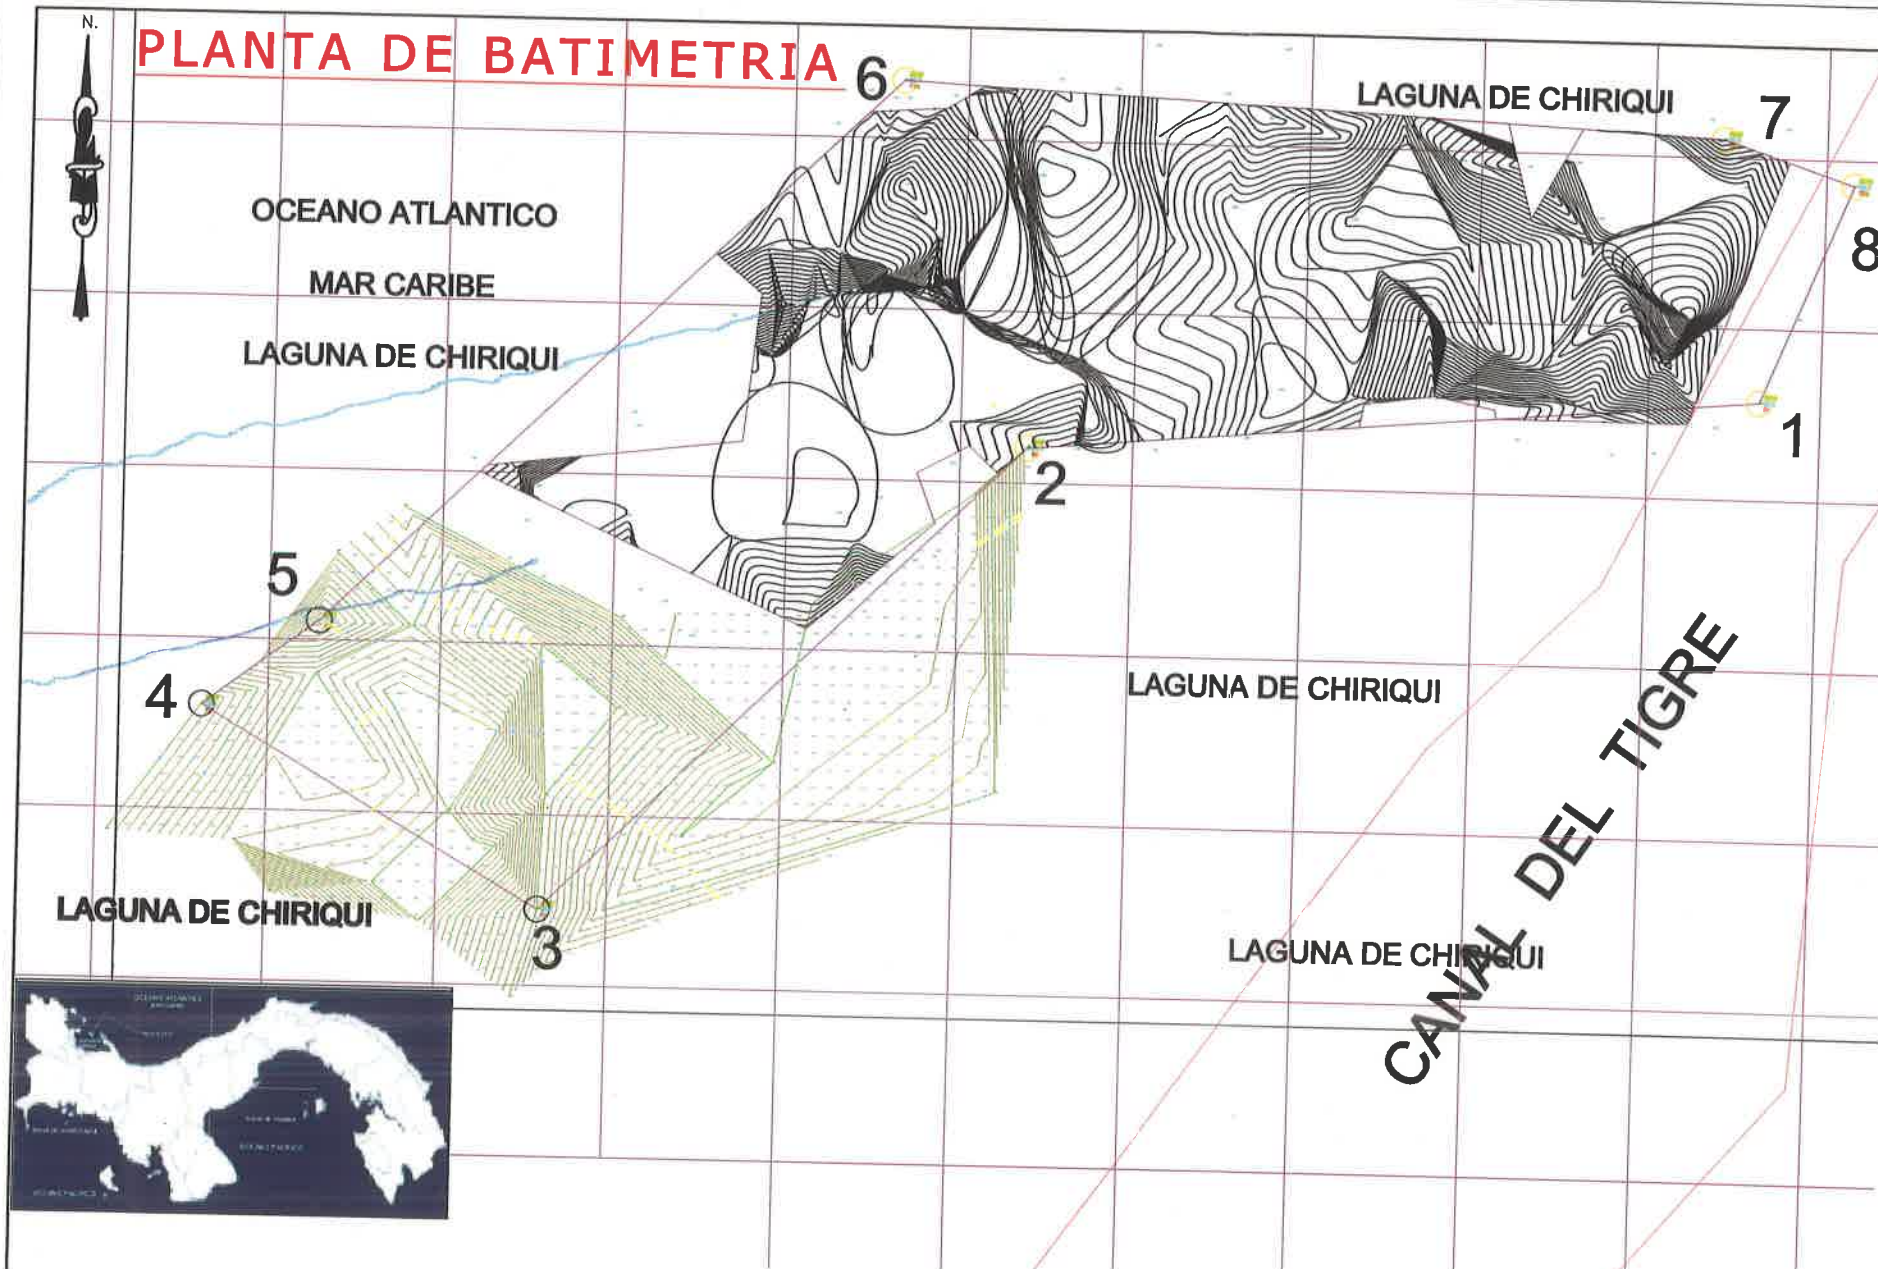 N.
PLANTA DE BATIMETRIA
6
LAGUNA DE CHIRIQUI
7
OCEANO ATLANTICO
8
MAR CARIBE
LAGUNA DE CHIRIQUI
1
2
5
LAGUNA DE CHIRIQUI
4
CANAL DEL TIGRE
LAGUNA DE CHIRIQUI
3
LAGUNA DE CHIRIQUI